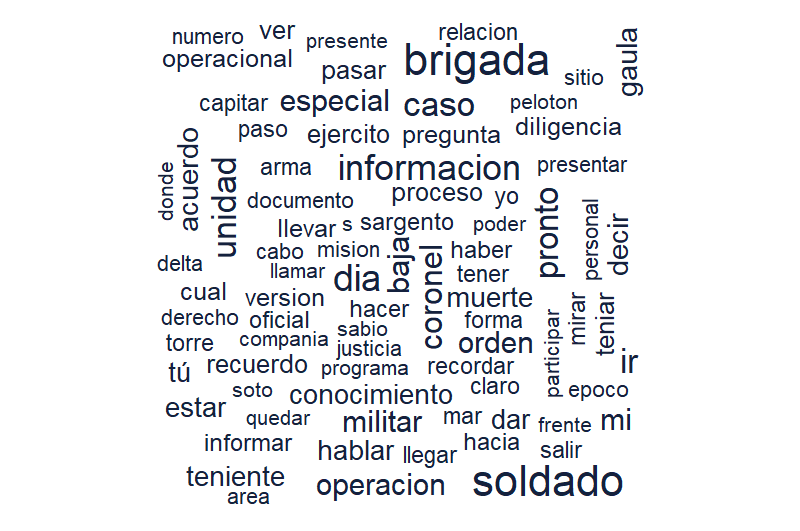 numero ver presente relacion
operacional pasar brigada sitio gaula
capitar especial caso peloton
paso ejercito pregunta diligencia
donde acuerdo unidad arma informacion presentar
documento proceso yo
llevar s sargento poder pronto personal decir
delta cabo mision baja coronel haber
llamar dia tener
cual version hacer muerte
derecho oficial sabio forma participar mirar teniar
torre compania justicia orden
tú recuerdo programa recordar ir
soto conocimiento claro epoco
estar quedar militar mar dar frente mi
informar hablar llegar hacia salir
teniente operacion soldado
area